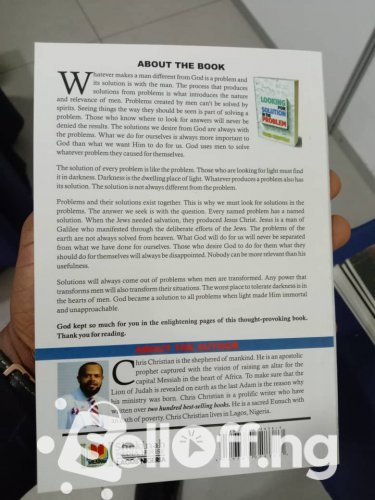 ABOUT THE BOOK
Whatever makes a man different from God is a problem and
its solution is with the man. The process that produces
solutions from problems is what introduces the nature
and relevance of men. Problems created by men can't be solved by
spirits. Seeing things the way they should be seen is part of solving a
problem. Those who know where to look for answers will never be
denied the results. The solutions we desire from God are always with
the problems. What we do for ourselves is always more important to
God than what we want Him to do for us. God uses men to solve
whatever problem they caused for themselves.
LOOKING
FOR
SOLUTION
IN THE
PROBLEM
The solution of every problem is like the problem. Those who are looking for light must find
it in darkness. Darkness is the dwelling place of light. Whatever produces a problem also has
its solution. The solution is not always different from the problem.
Problems and their solutions exist together. This is why we must look for solutions in the
problems. The answer we seek is with the question. Every named problem has a named
solution. When the Jews needed salvation, they produced Jesus Christ. Jesus is a man of
Galilee who manifested through the deliberate efforts of the Jews. The problems of the
earth are not always solved from heaven. What God will do for us will never be separated
from what we have done for ourselves. Those who desire God to do for them what they
should do for themselves will always be disappointed. Nobody can be more relevant than his
usefulness.
Solutions will always come out of problems when men are transformed. Any power that
transforms men will also transform their situations. The worst place to tolerate darkness is in
the hearts of men. God became a solution to all problems when light made Him immortal
and unapproachable.
God kept so much for you in the enlightening pages of this thought-provoking book.
Thank you for reading.
ABOUT THE AUTHOR
Chris Christian is the shepherd of mankind. He is an apostolic
prophet captured with the vision of raising an altar for
capital Messiah in the heart of Africa. To make sure that the
Lion of Judah is revealed on earth as the last Adam is the reason why
his ministry was born. Chris Christian is a prolific writer who have
written over two hundred best-selling books. He is a sacred Eunuch with
oath of poverty. Chris Christian lives in Lagos, Nigeria.
Selloff.ng